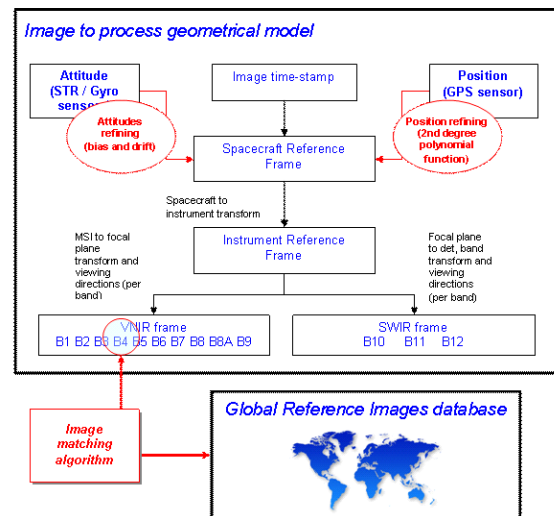 Image to process geometrical model
Attitude
(STR / Gyro
Image time-stamp
Position
(GPS sensor)
Attitudes
refining
(bias and drift)
Position refining
(2nd degree
polynomial
function)
Spacecraft Reference
Frame
Spacecraft to
instrument transform
MSI to focal
plane
transform and
viewing
directions (per
band)
Instrument Reference
Frame
Focal plane
to det, band
transform and
viewing
directions
(per band)
VNIR frame
B1 B2 B3 B4 B5 B6 B7 B8 B8A B9
SWIR frame
B10 B11 B12
Image
matching
algorithm
Global Reference Images database